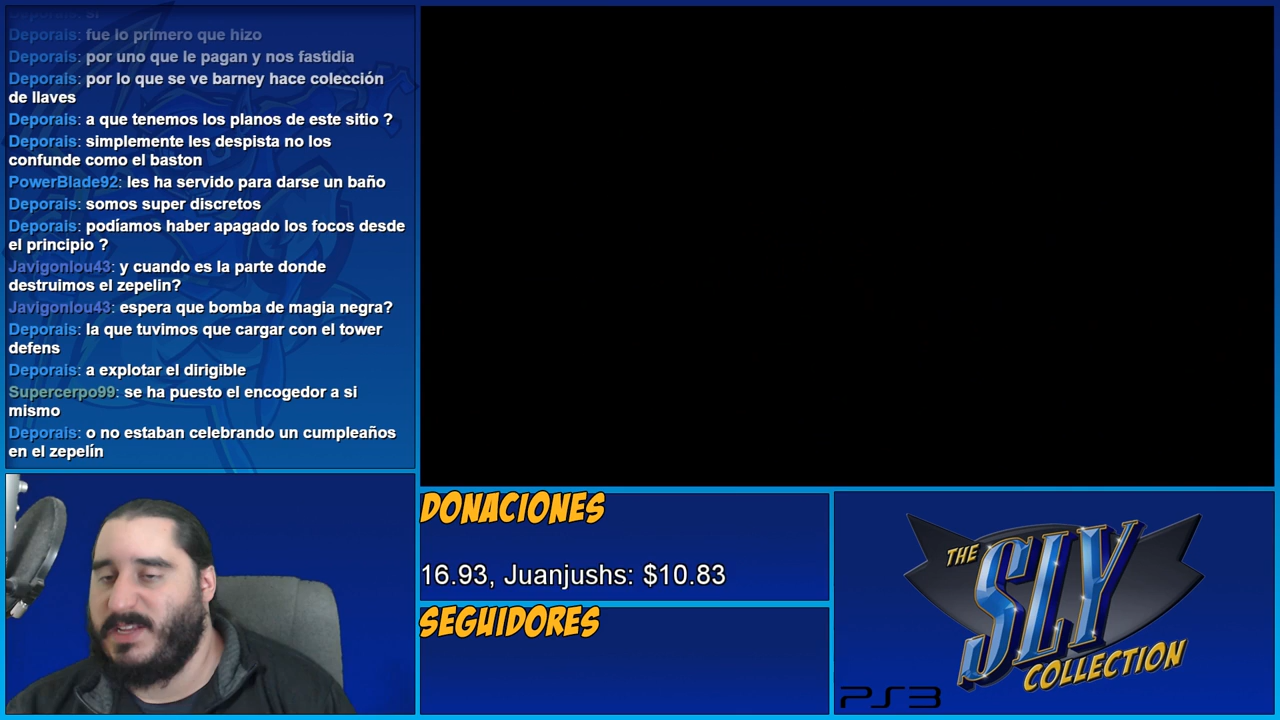 Deporais: si
Deporais: fue lo primero que hizo
Deporais: por uno que le pagan y nos fastidia
Deporais: por lo que se ve barney hace colección
de llaves
Deporais: a que tenemos los planos de este sitio ?
Deporais: simplemente les despista no los
confunde como el baston
PowerBlade92: les ha servido para darse un baño
Deporais: somos super discretos
Deporais: podíamos haber apagado los focos desde
el principio ?
Javigonlou43: y cuando es la parte donde
destruimos el zepelin?
Javigonlou43: espera que bomba de magia negra?
Deporais: la que tuvimos que cargar con el tower
defens
Deporais: a explotar el dirigible
Supercerpo99: se ha puesto el encogedor a si
mismo
Deporais: o no estaban celebrando un cumpleaños
en el zepelín
DONACIONES
16.93, Juanjushs: $10.83
SEGUIDORES
THE
SLY
COLLECTION
PS3